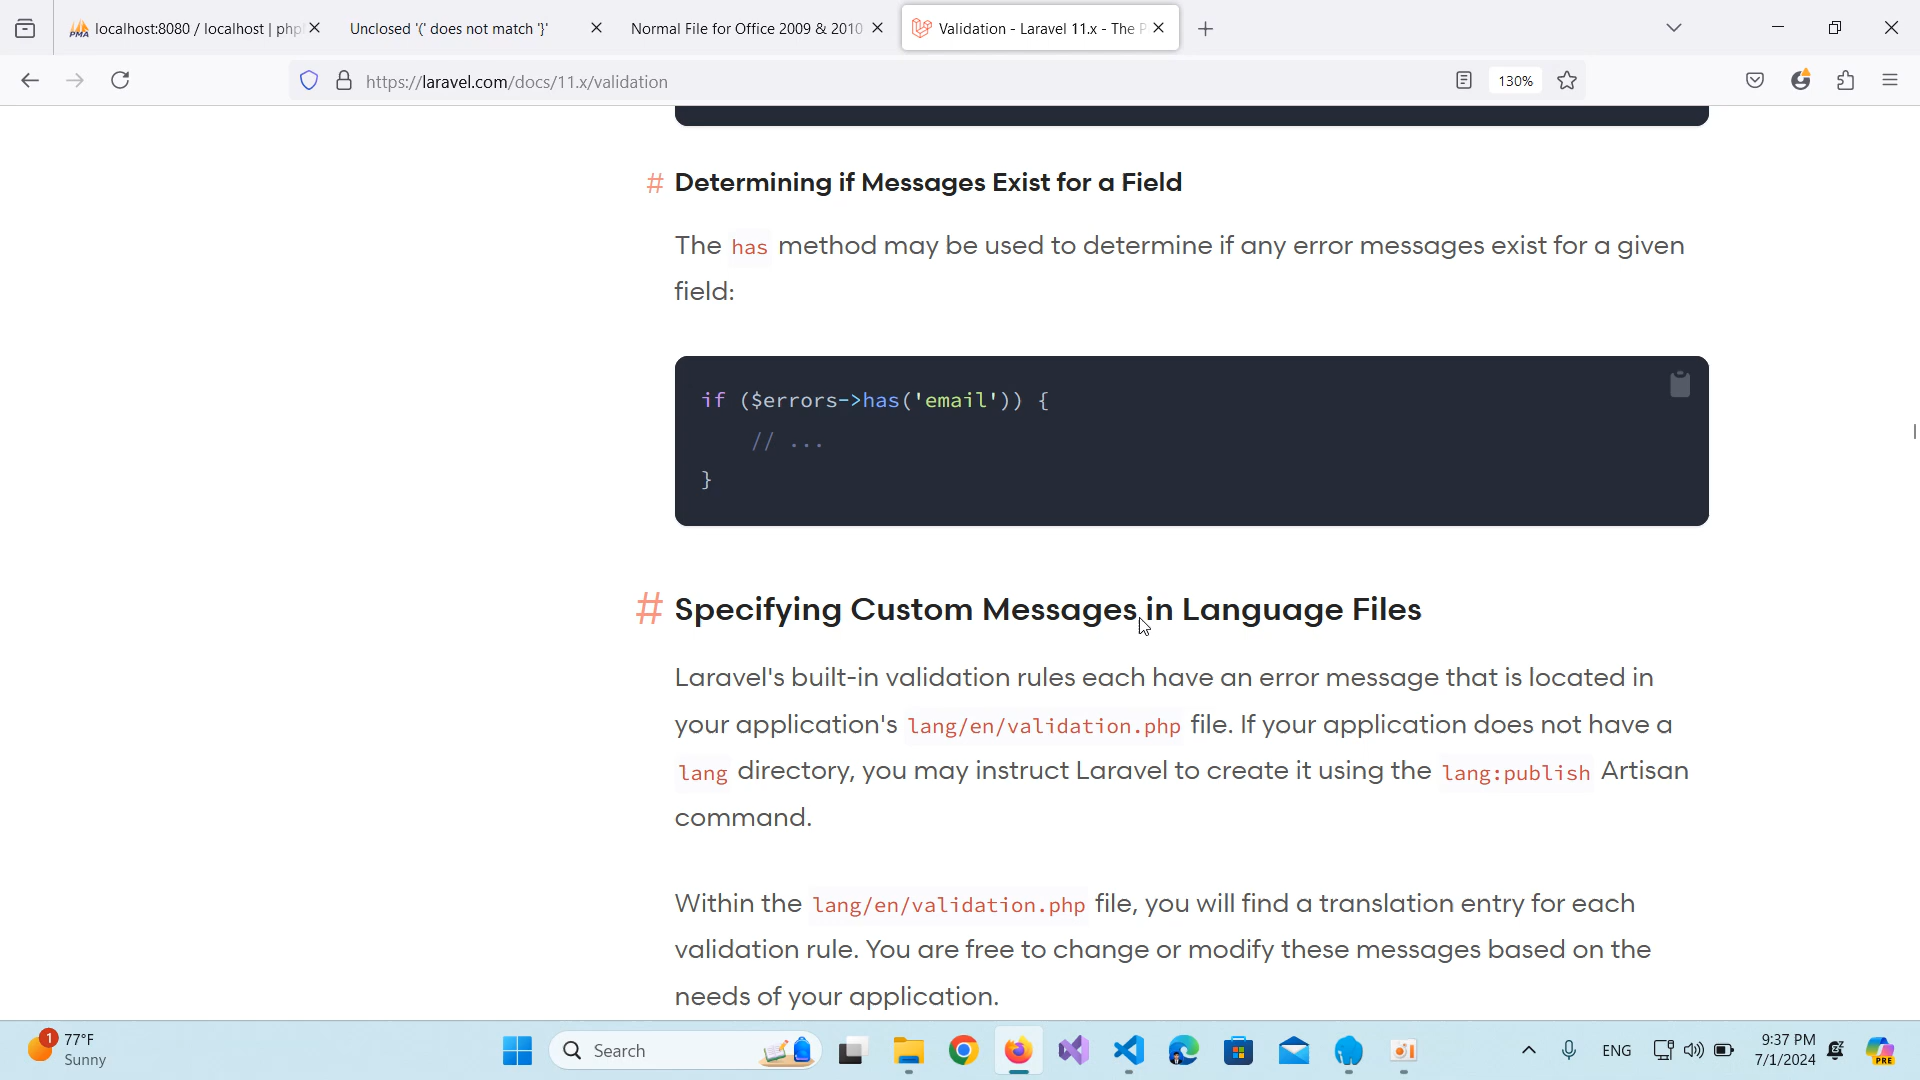 localhost:8080 / localhost | php
Unclosed '(' does not match '}'
Normal File for Office 2009 & 2010
Validation - Laravel 11.x - The P
https://laravel.com/docs/11.x/validation
130%
# Determining if Messages Exist for a Field
The has method may be used to determine if any error messages exist for a given
field:
if ($errors->has('email')) {
// ...
}
# Specifying Custom Messages in Language Files
Laravel's built-in validation rules each have an error message that is located in
your application's lang/en/validation.php file. If your application does not have a
lang directory, you may instruct Laravel to create it using the lang:publish Artisan
command.
Within the lang/en/validation.php file, you will find a translation entry for each
validation rule. You are free to change or modify these messages based on the
needs of your application.
1
77°F
Sunny
Search
ENG
9:37 PM
7/1/2024
PRE